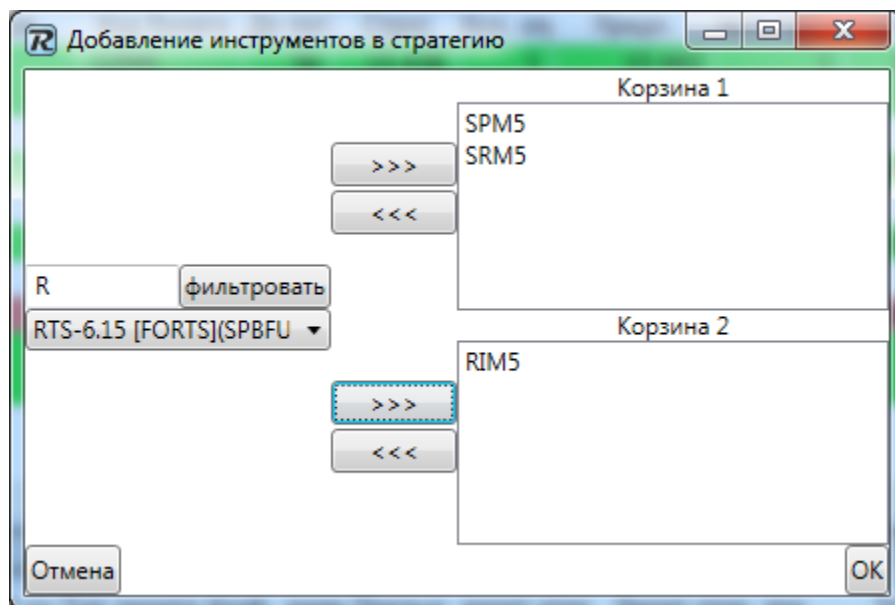 Добавление инструментов в стратегию
Корзина 1
SPM5
SRM5
>>>
<<<
R
фильтровать
RTS-6.15 [FORTS](SPBFU
Корзина 2
RIM5
>>>
<<<
Отмена
OK